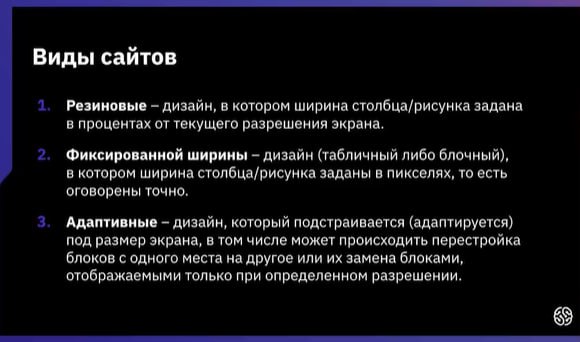 Виды сайтов
1. Резиновые – дизайн, в котором ширина столбца/рисунка задана
в процентах от текущего разрешения экрана.
2. Фиксированной ширины – дизайн (табличный либо блочный),
в котором ширина столбца/рисунка заданы в пикселях, то есть
оговорены точно.
3. Адаптивные – дизайн, который подстраивается (адаптируется)
под размер экрана, в том числе может происходить перестройка
блоков с одного места на другое или их замена блоками,
отображаемыми только при определенном разрешении.